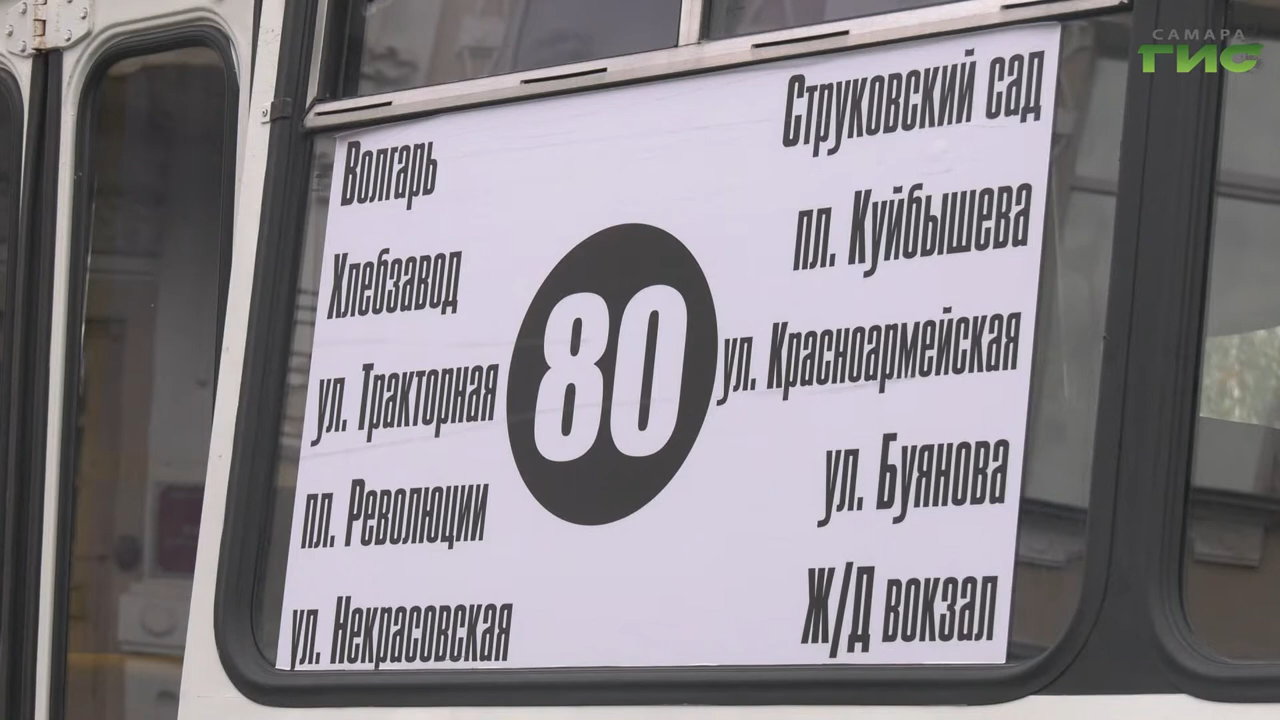 САМАРА
ГИС
Волгарь
Хлебзавод
ул. Тракторная
пл. Революции
ул. Некрасовская
80
Струковский сад
пл. Куйбышева
ул. Красноармейская
ул. Буянова
Ж/Д вокзал